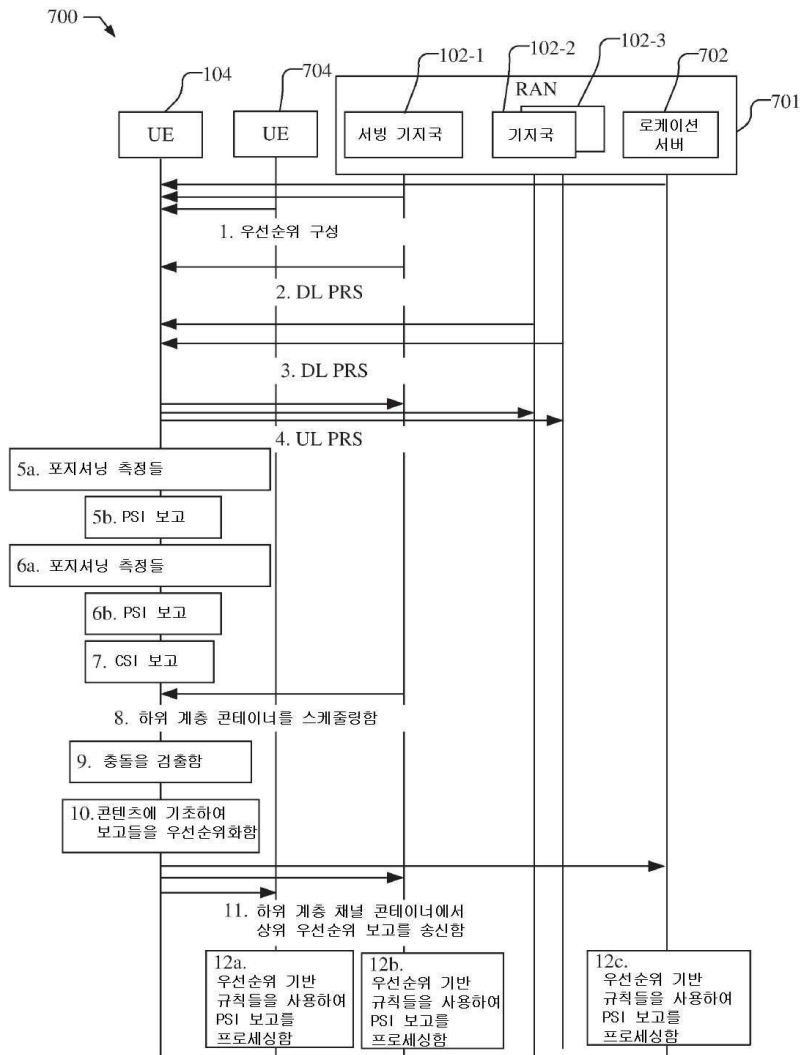 700
102-1
102-2
102-3
702
104
704
701
RAN
UE
UE
서빙 기지국
기지국
로케이션
서버
1. 우선순위 구성
2. DL PRS
3. DL PRS
4. UL PRS
5a. 포지셔닝 측정들
5b. PSI 보고
6a. 포지셔닝 측정들
6b. PSI 보고
7. CSI 보고
8. 하위 계층 콘테이너를 스케줄링함
9. 충돌을 검출함
10. 콘텐츠에 기초하여
보고들을 우선순위화함
11. 하위 계층 채널 콘테이너에서
상위 우선순위 보고를 송신함
12a.
우선순위 기반
규칙들을 사용하여
PSI 보고를
프로세싱함
12b.
우선순위 기반
규칙들을 사용하여
PSI 보고를
프로세싱함
12c.
우선순위 기반
규칙들을 사용하여
PSI 보고를
프로세싱함